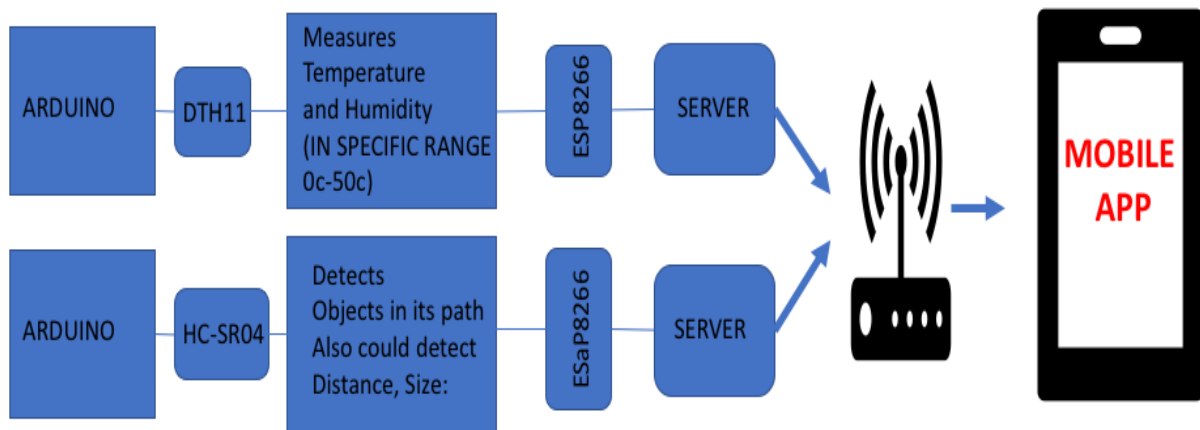 ARDUINO
DTH11
Measures
Temperature
and Humidity
(IN SPECIFIC RANGE
0c-50c)
ESP8266
SERVER
ARDUINO
HC-SR04
Detects
Objects in its path
Also could detect
Distance, Size:
ESaP8266
SERVER
MOBILE
APP